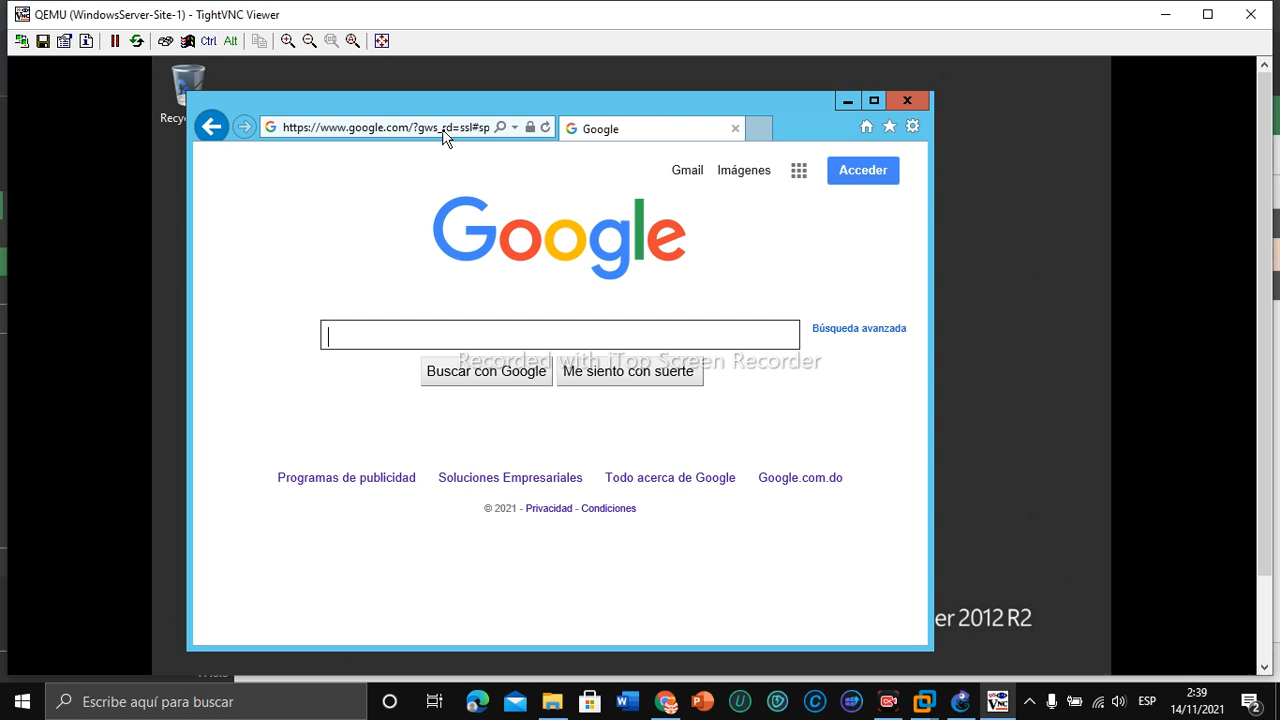 QEMU (WindowsServer-Site-1) - TightVNC Viewer
Ctrl Alt
Recyc
https://www.google.com/?gws_rd=ssl#sp
Google
Gmail Imágenes Acceder
Google
Búsqueda avanzada
Recorded with iTop Screen Recorder
Buscar con Google Me siento con suerte
Programas de publicidad Soluciones Empresariales Todo acerca de Google Google.com.do
© 2021 - Privacidad - Condiciones
er 2012 R2
Escribe aquí para buscar
ESP
2:39
14/11/2021
2